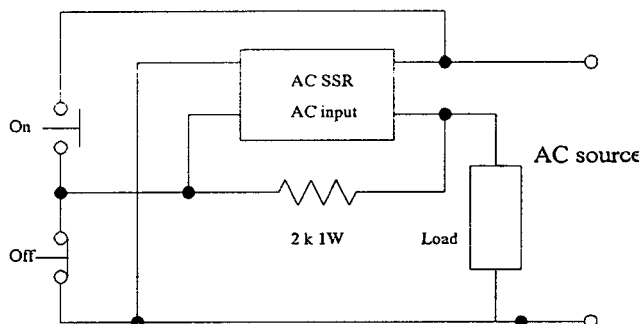 AC SSR
AC input
On
AC source
2 k 1W
Load
Off